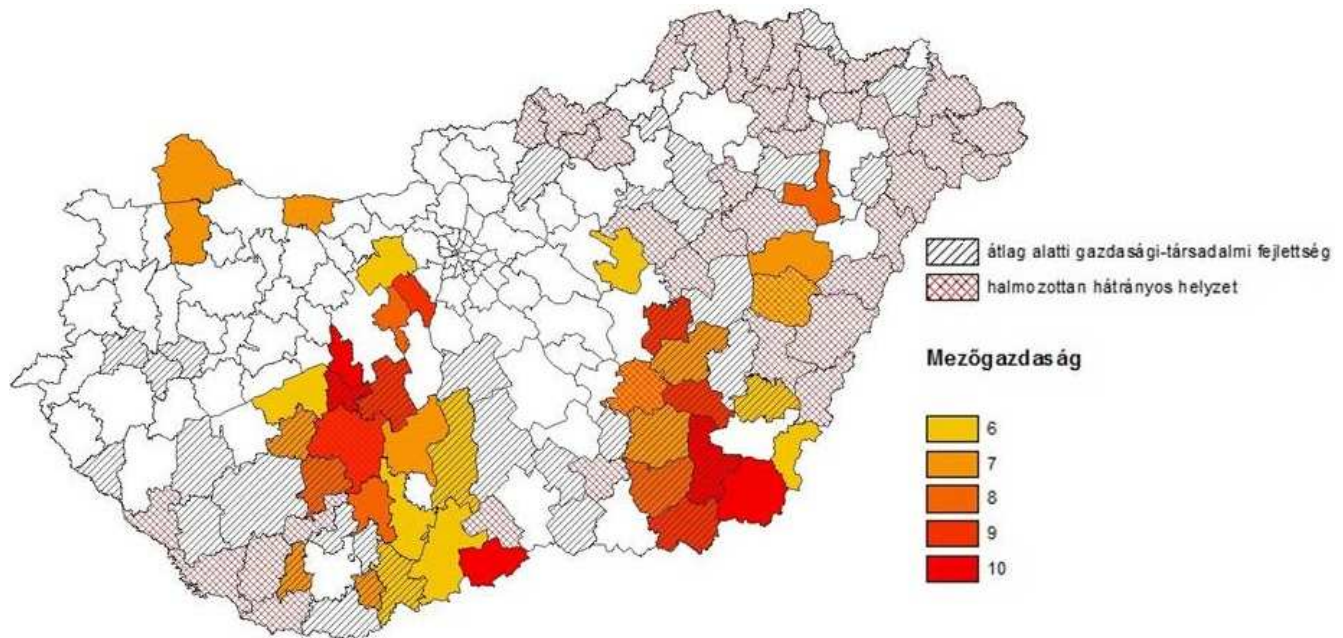 átlag alatti gazdasági-társadalmi fejlettség
halmozottan hátrányos helyzet
Mezőgazdaság
6
7
8
9
10